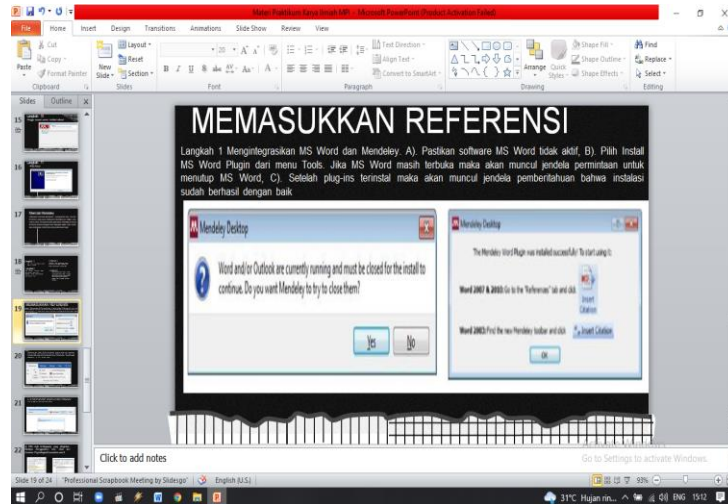 Materi Praktikum Karya Ilmiah MPI - Microsoft PowerPoint (Product Activation Failed)
File Home Insert Design Transitions Animations Slide Show Review View
Cut
Copy
Format Painter
Paste
Clipboard
New Slide
Layout
Reset
Section
Slides
Font
Text Direction
Align Text
Convert to SmartArt
Paragraph
Arrange
Quick Styles
Shape Fill
Shape Outline
Shape Effects
Drawing
Find
Replace
Select
Editing
Slides Outline
15
16
17
18
19
20
21
22
MEMASUKKAN REFERENSI
Langkah 1 Mengintegrasikan MS Word dan Mendeley. A). Pastikan software MS Word tidak aktif, B). Pilih Install
MS Word Plugin dari menu Tools. Jika MS Word masih terbuka maka akan muncul jendela permintaan untuk
menutup MS Word, C). Setelah plug-ins terinstal maka akan muncul jendela pemberitahuan bahwa instalasi
sudah berhasil dengan baik
Mendeley Desktop
Word and/or Outlook are currently running and must be closed for the install to
continue. Do you want Mendeley to try to close them?
Yes No
Mendeley Desktop
The Mendeley Word Plugin was installed successfully! To start using it:
Word 2007 & 2010: Go to the "References" tab and click
Insert
Citation
Word 2003: Find the new Mendeley toolbar and click Insert Citation
OK
Activate Windows
Go to Settings to activate Windows.
Click to add notes
Slide 19 of 24 "Professional Scrapbook Meeting by Slidesgo" English (U.S.) 93%
31°C Hujan rin... ENG 15:12